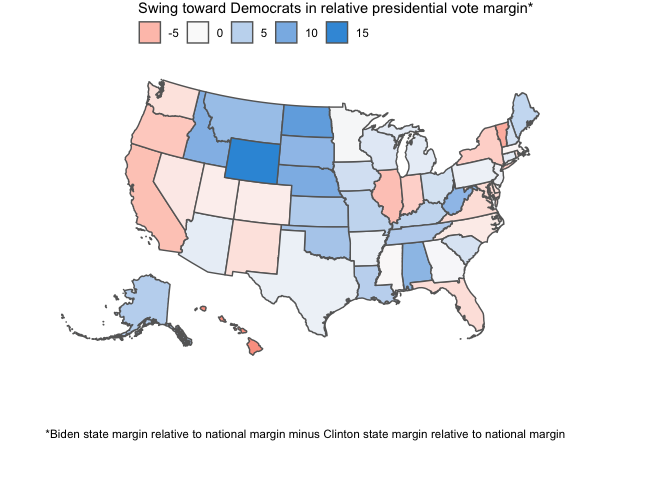 Swing toward Democrats in relative presidential vote margin*
-5 0 5 10 15
*Biden state margin relative to national margin minus Clinton state margin relative to national margin